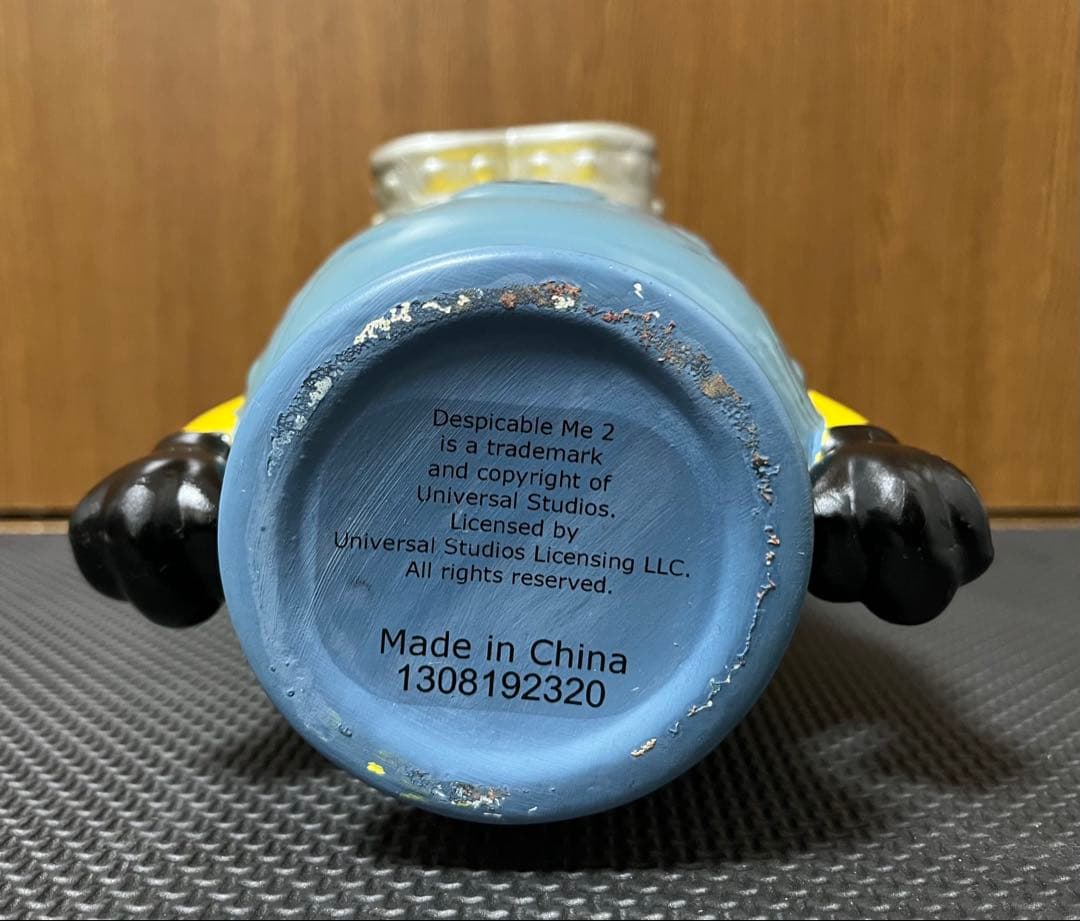 Despicable Me 2
is a trademark
and copyright of
Universal Studios.
Licensed by
Universal Studios Licensing LLC.
All rights reserved.
Made in China
1308192320